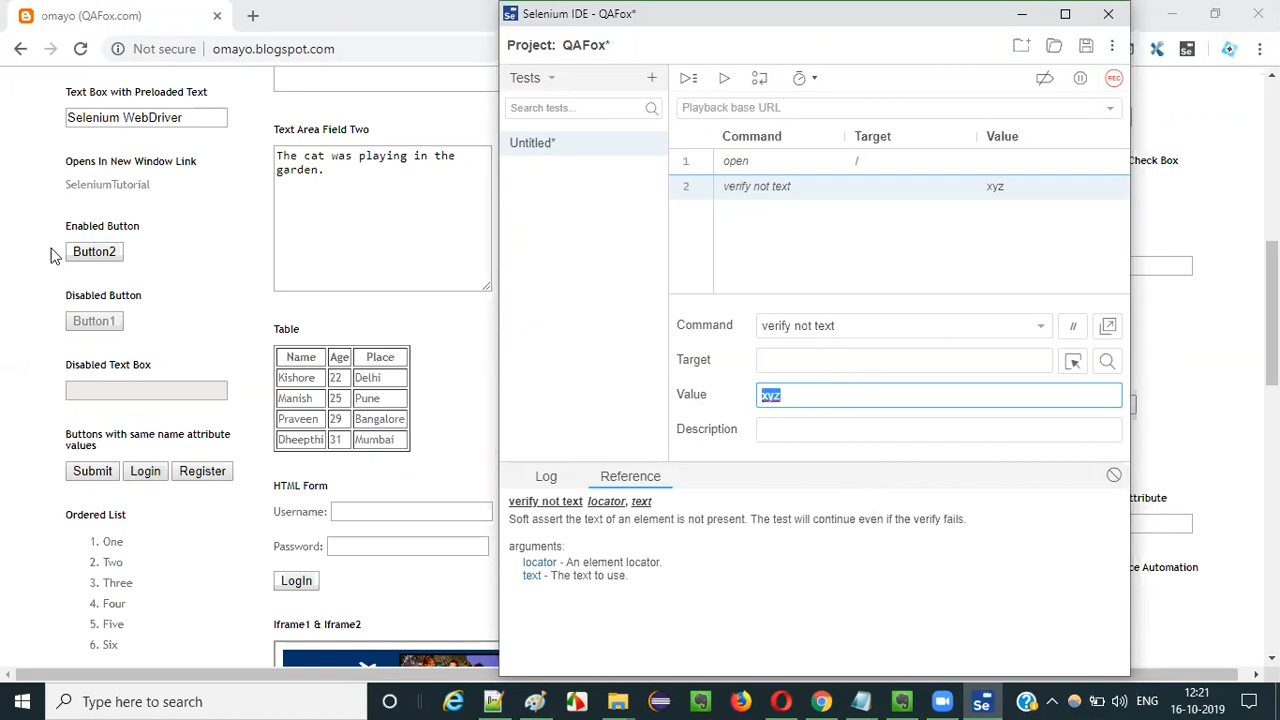 omayo (QAFox.com)
Not secure
omayo.blogspot.com
Text Box with Preloaded Text
Selenium WebDriver
Opens In New Window Link
SeleniumTutorial
Enabled Button
Button2
Disabled Button
Button1
Disabled Text Box
Buttons with same name attribute
values
Submit
Login
Register
Ordered List
1. One
2. Two
3. Three
4. Four
5. Five
6. Six
Text Area Field Two
The cat was playing in the
garden.
Table
Name Age Place
Kishore 22 Delhi
Manish 25 Pune
Praveen 29 Bangalore
Dheepthi 31 Mumbai
HTML Form
Username:
Password:
LogIn
Iframe1 & Iframe2
Se Selenium IDE - QAFox*
Project: QAFox*
Tests
REC
Search tests...
Playback base URL
Untitled*
Command Target Value
1 open /
2 verify not text xyz
Command verify not text //
Target
Value xyz
Description
Log Reference
verify not text locator, text
Soft assert the text of an element is not present. The test will continue even if the verify fails.
arguments:
locator - An element locator.
text - The text to use.
Se
Check Box
Type here to search
Se
ENG
12:21
16-10-2019